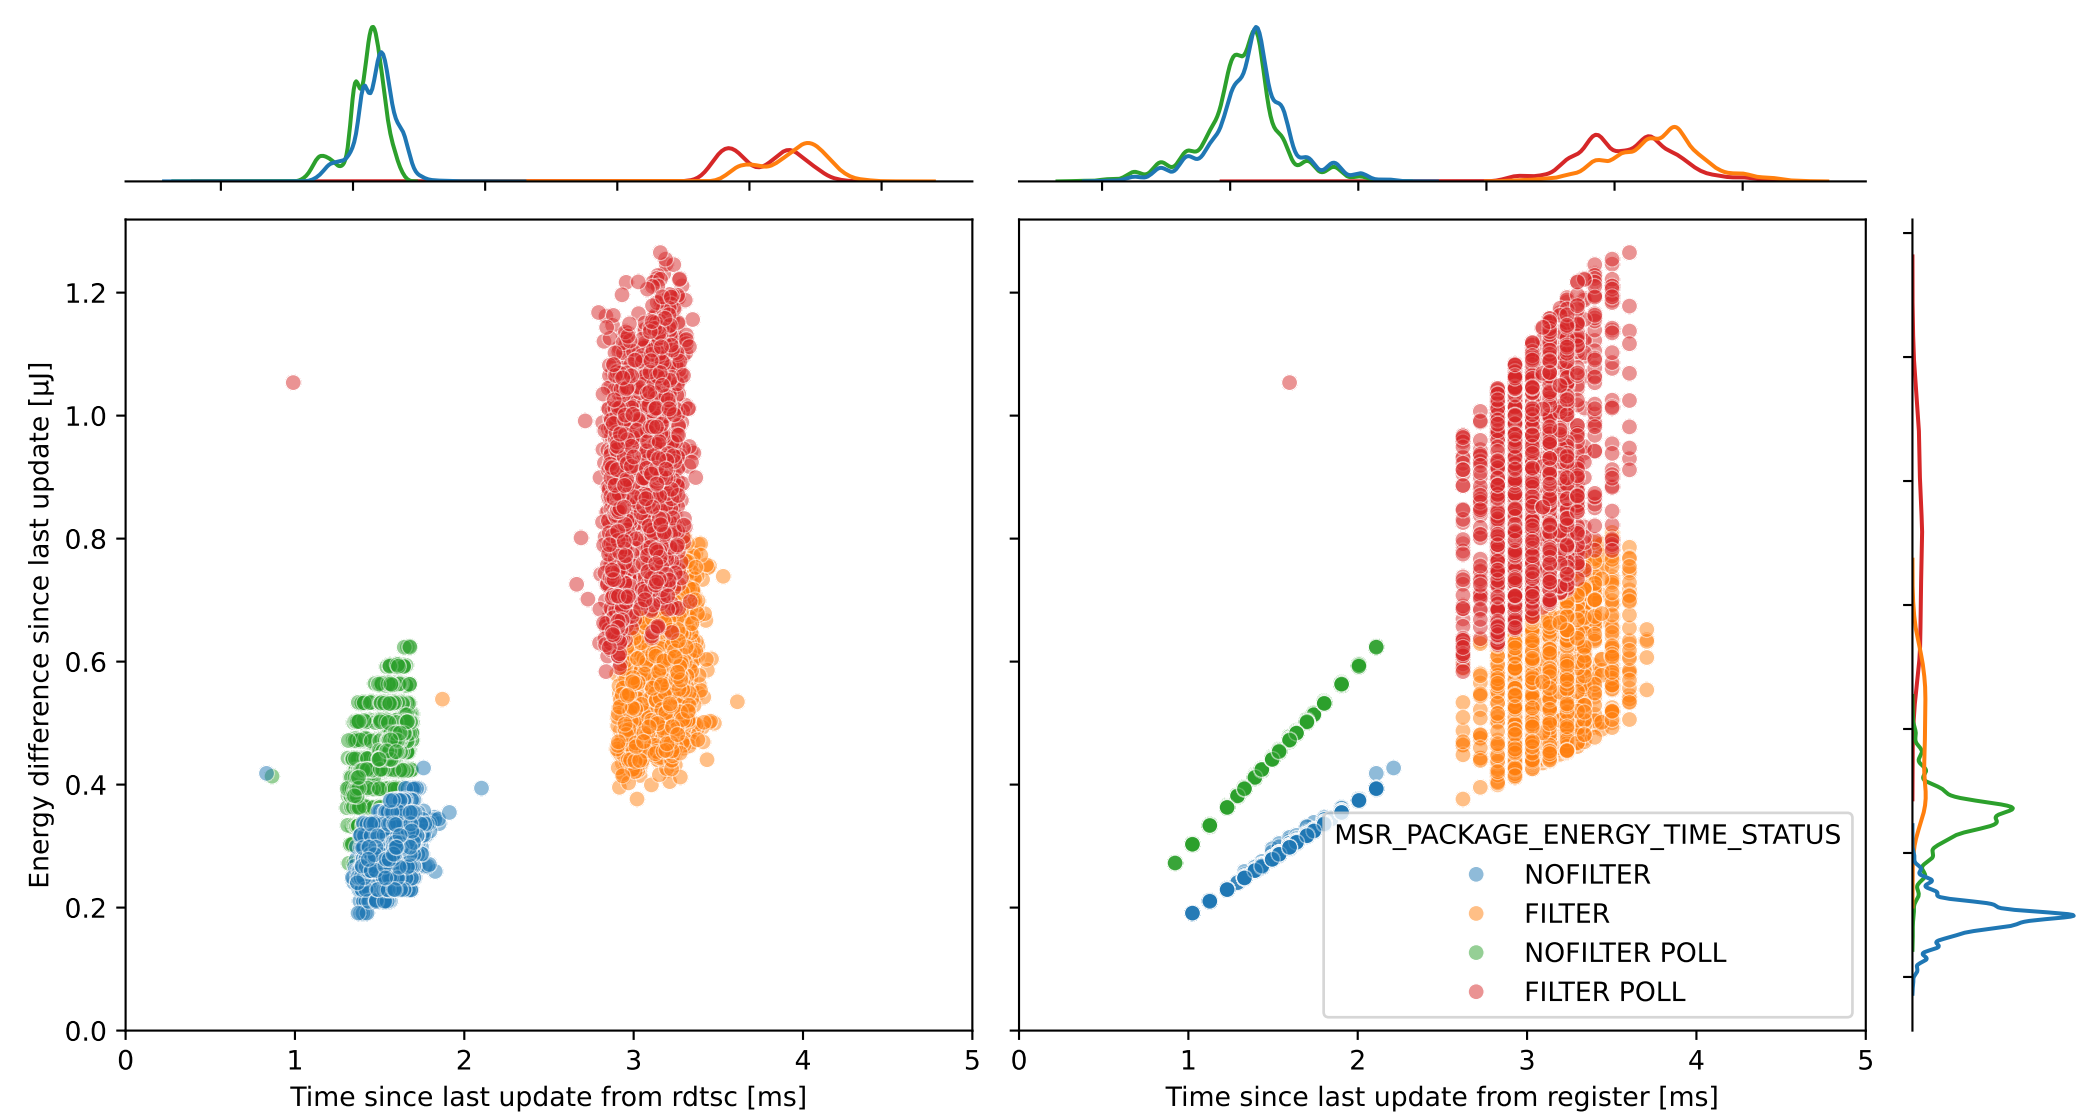 Energy difference since last update [µJ]
1.2
1.0
0.8
0.6
0.4
0.2
0.0
0 1 2 3 4 5
Time since last update from rdtsc [ms]
MSR_PACKAGE_ENERGY_TIME_STATUS
NOFILTER
FILTER
NOFILTER POLL
FILTER POLL
0 1 2 3 4 5
Time since last update from register [ms]